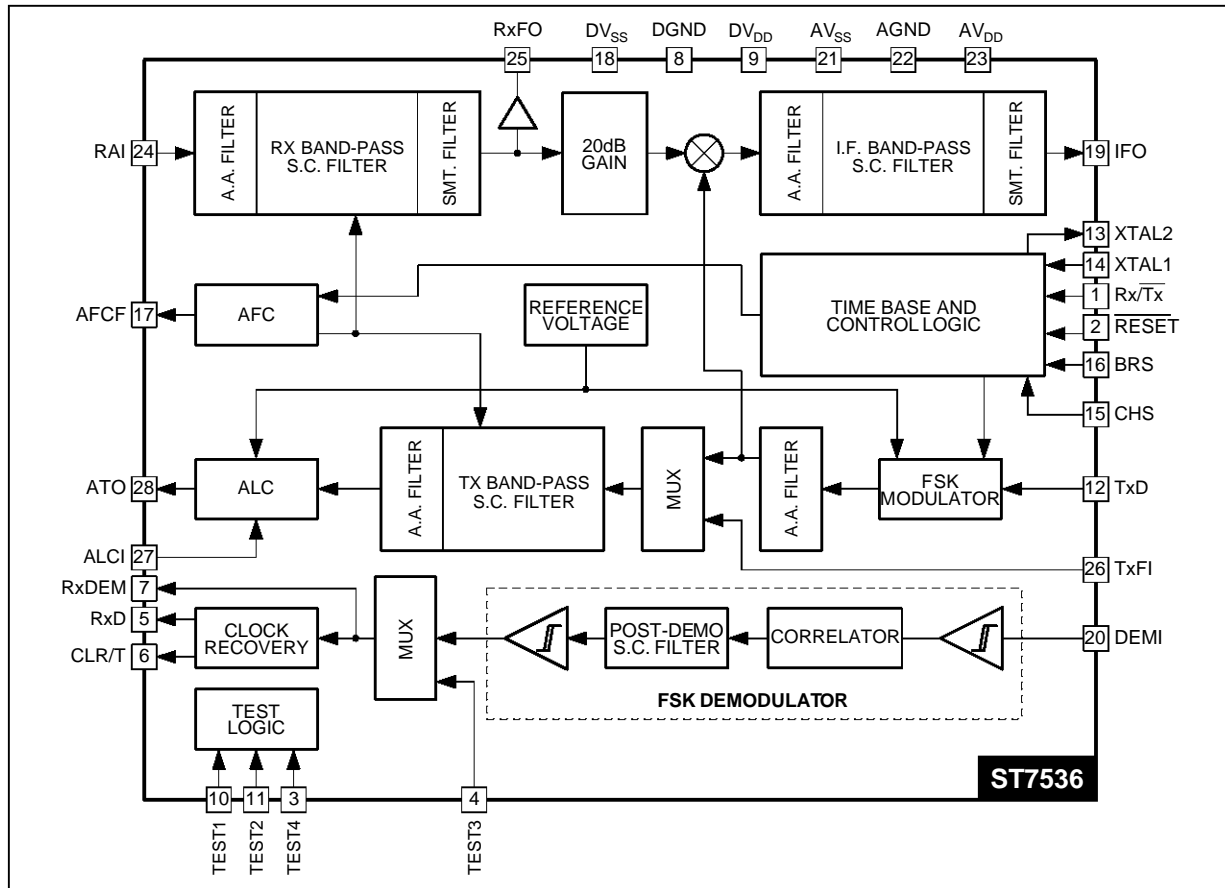 RxFO
DVSS
DGND
DVDD
AVSS
AGND
AVDD
25
18
8
9
21
22
23
RAI
24
A.A. FILTER
RX BAND-PASS
S.C. FILTER
SMT. FILTER
20dB
GAIN
A.A. FILTER
I.F. BAND-PASS
S.C. FILTER
SMT. FILTER
19
IFO
13
XTAL2
14
XTAL1
1
Rx/Tx
2
RESET
16
BRS
15
CHS
AFCF
17
AFC
REFERENCE
VOLTAGE
TIME BASE AND
CONTROL LOGIC
ATO
28
ALC
A.A. FILTER
TX BAND-PASS
S.C. FILTER
MUX
A.A. FILTER
FSK
MODULATOR
12
TxD
ALCI
27
26
TxFI
RxDEM
7
RxD
5
CLR/T
6
CLOCK
RECOVERY
MUX
POST-DEMO
S.C. FILTER
CORRELATOR
20
DEMI
FSK DEMODULATOR
TEST
LOGIC
ST7536
10
11
3
4
TEST1
TEST2
TEST4
TEST3